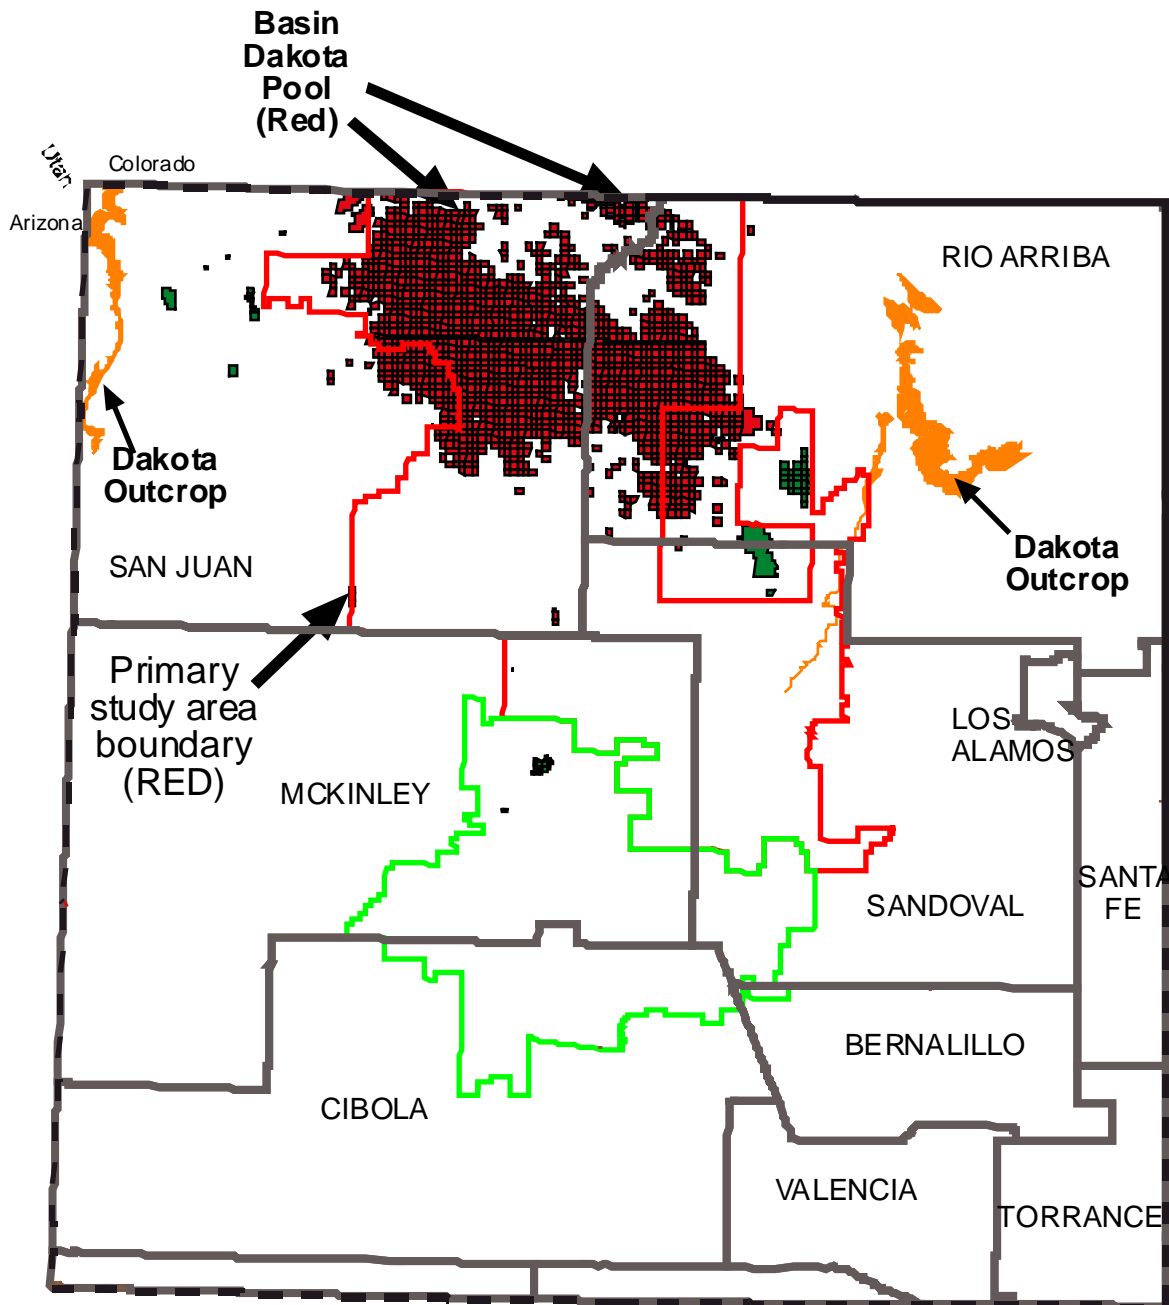 Basin
Dakota
Pool
(Red)
Utah
Colorado
Arizona
RIO ARRIBA
Dakota
Outcrop
SAN JUAN
Dakota
Outcrop
Primary
study area
boundary
(RED)
LOS
ALAMOS
MCKINLEY
SANTA
FE
SANDOVAL
BERNALILLO
CIBOLA
VALENCIA
TORRANCE